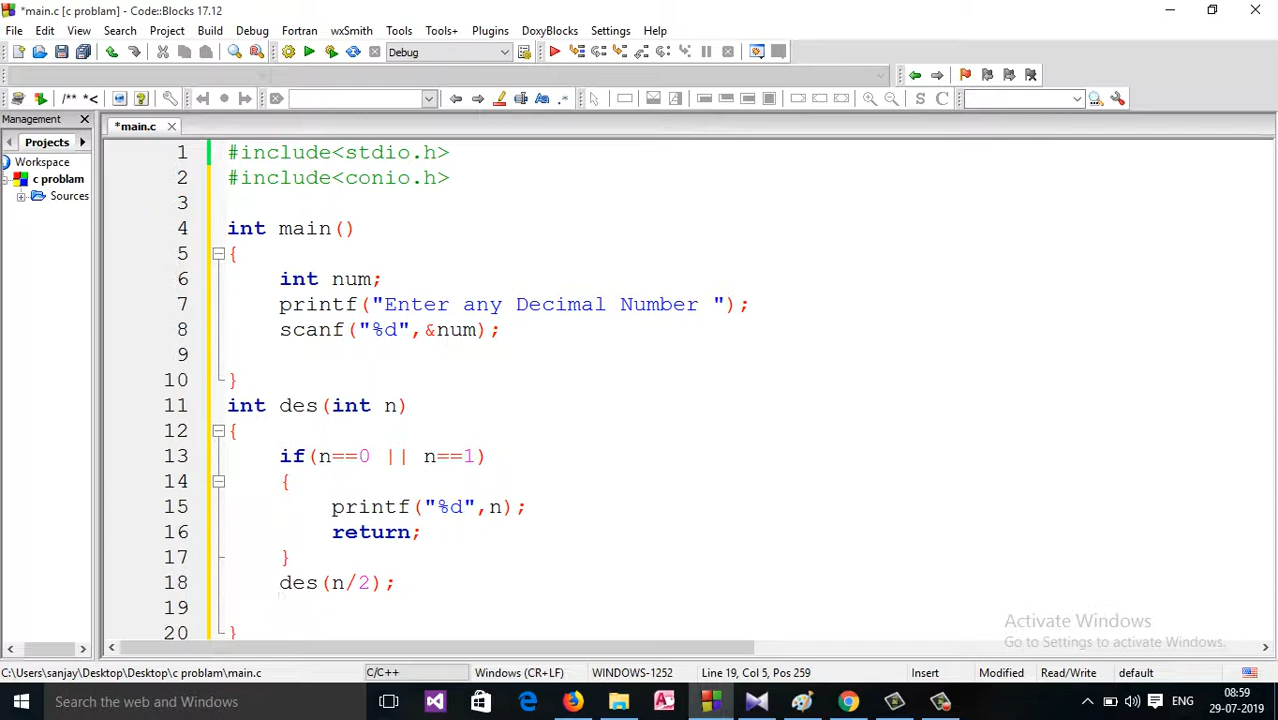 *main.c [c problam] - Code::Blocks 17.12
File Edit View Search Project Build Debug Fortran wxSmith Tools Tools+ Plugins DoxyBlocks Settings Help
Debug
/** *<
S C
Management
*main.c
Projects
Workspace
c problam
Sources
1 #include<stdio.h>
2 #include<conio.h>
3
4 int main()
5 {
6 int num;
7 printf("Enter any Decimal Number ");
8 scanf("%d",&num);
9
10 }
11 int des(int n)
12 {
13 if(n==0 || n==1)
14 {
15 printf("%d",n);
16 return;
17 }
18 des(n/2);
19
20 }
Activate Windows
Go to Settings to activate Windows.
C:\Users\sanjay\Desktop\Desktop\c problam\main.c C/C++ Windows (CR+LF) WINDOWS-1252 Line 19, Col 5, Pos 259 Insert Modified Read/Write default
Search the web and Windows
ENG
08:59
29-07-2019